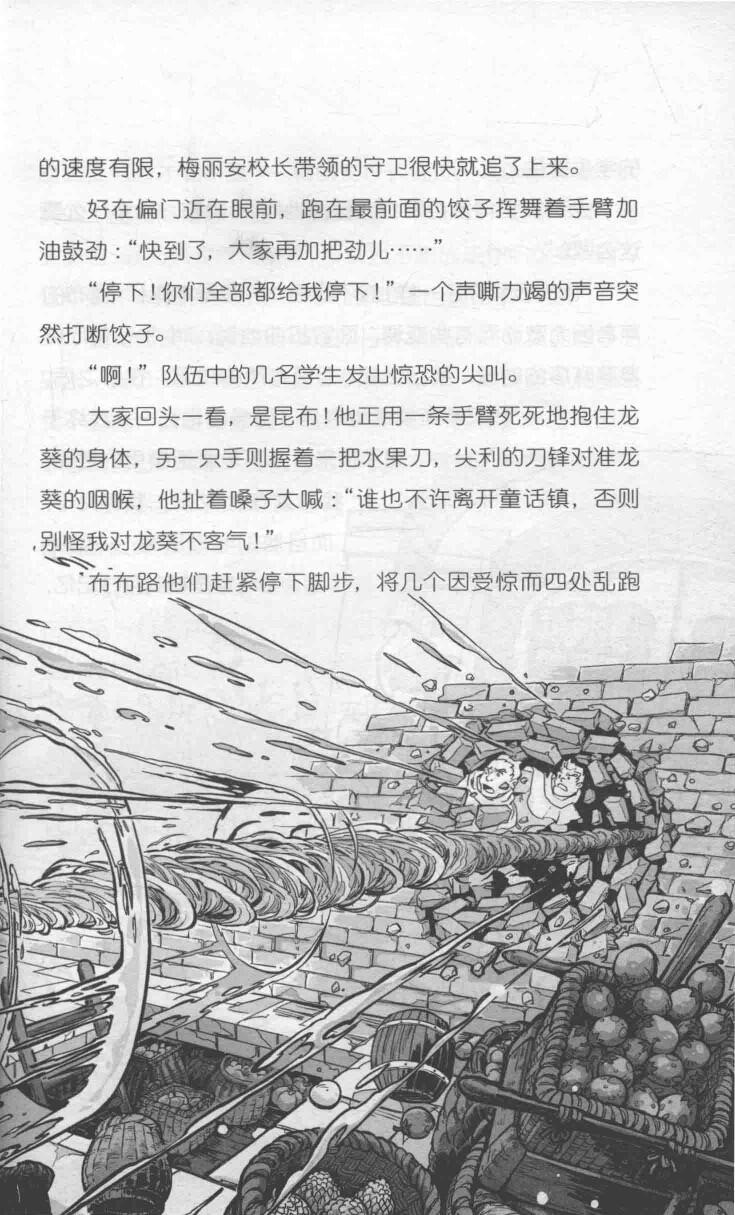 的速度有限，梅丽安校长带领的守卫很快就追了上来。
好在偏门近在眼前，跑在最前面的饺子挥舞着手臂加
油鼓劲：“快到了，大家再加把劲儿……”
“停下！你们全部都给我停下！”一个声嘶力竭的声音突
然打断饺子。
“啊！”队伍中的几名学生发出惊恐的尖叫。
大家回头一看，是昆布！他正用一条手臂死死地抱住龙
葵的身体，另一只手则握着一把水果刀，尖利的刀锋对准龙
葵的咽喉，他扯着嗓子大喊：“谁也不许离开童话镇，否则
别怪我对龙葵不客气！”
布布路他们赶紧停下脚步，将几个因受惊而四处乱跑